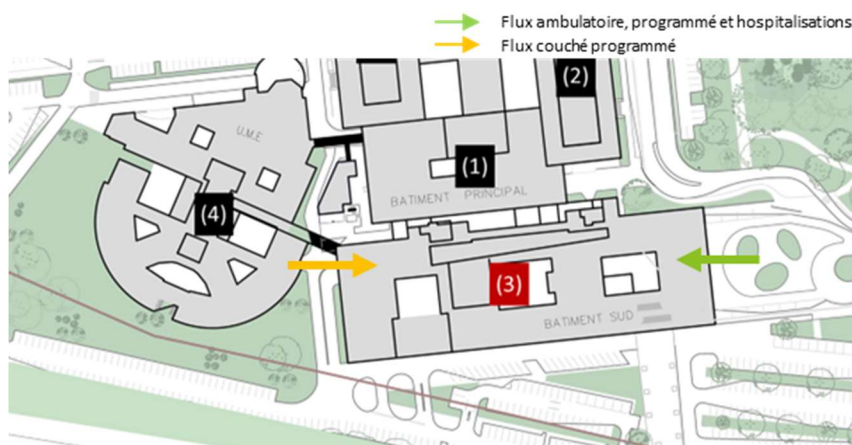 Flux ambulatoire, programmé et hospitalisations
Flux couché programmé
(2)
U.M.E
(1)
BATIMENT PRINCIPAL
(4)
(3)
BATIMENT SUD